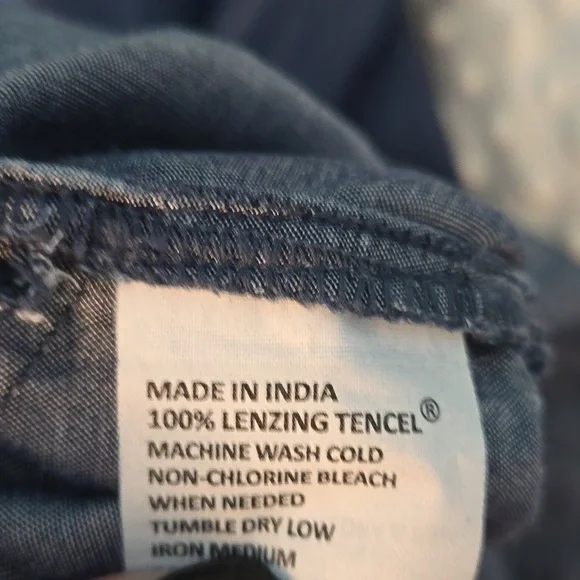 MADE IN INDIA
100% LENZING TENCEL®
MACHINE WASH COLD
NON-CHLORINE BLEACH
WHEN NEEDED
TUMBLE DRY LOW
IRON MEDIUM